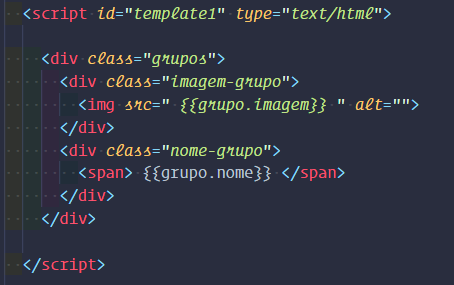 <script id="template1" type="text/html">
<div class="grupos">
<div class="imagem-grupo">
<img src=" {{grupo.imagem}} " alt="">
</div>
<div class="nome-grupo">
<span> {{grupo.nome}} </span>
</div>
</div>
</script>